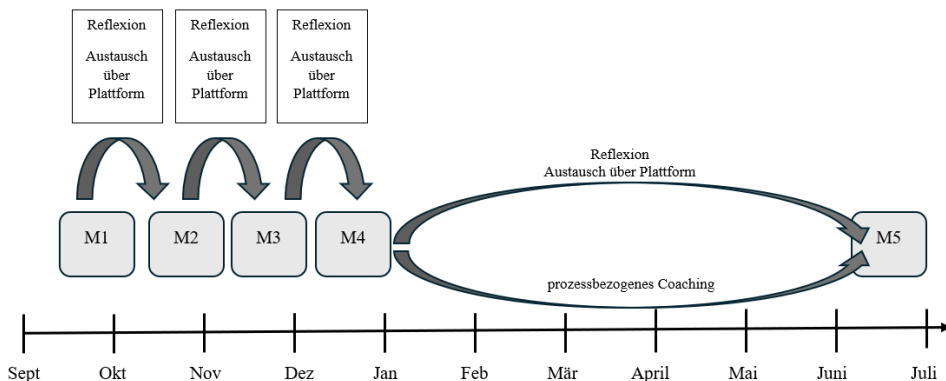 Reflexion
Austausch
über
Plattform
Reflexion
Austausch
über
Plattform
Reflexion
Austausch
über
Plattform
Reflexion
Austausch über Plattform
M1
M2
M3
M4
M5
prozessbezogenes Coaching
Sept
Okt
Nov
Dez
Jan
Feb
Mär
April
Mai
Juni
Juli